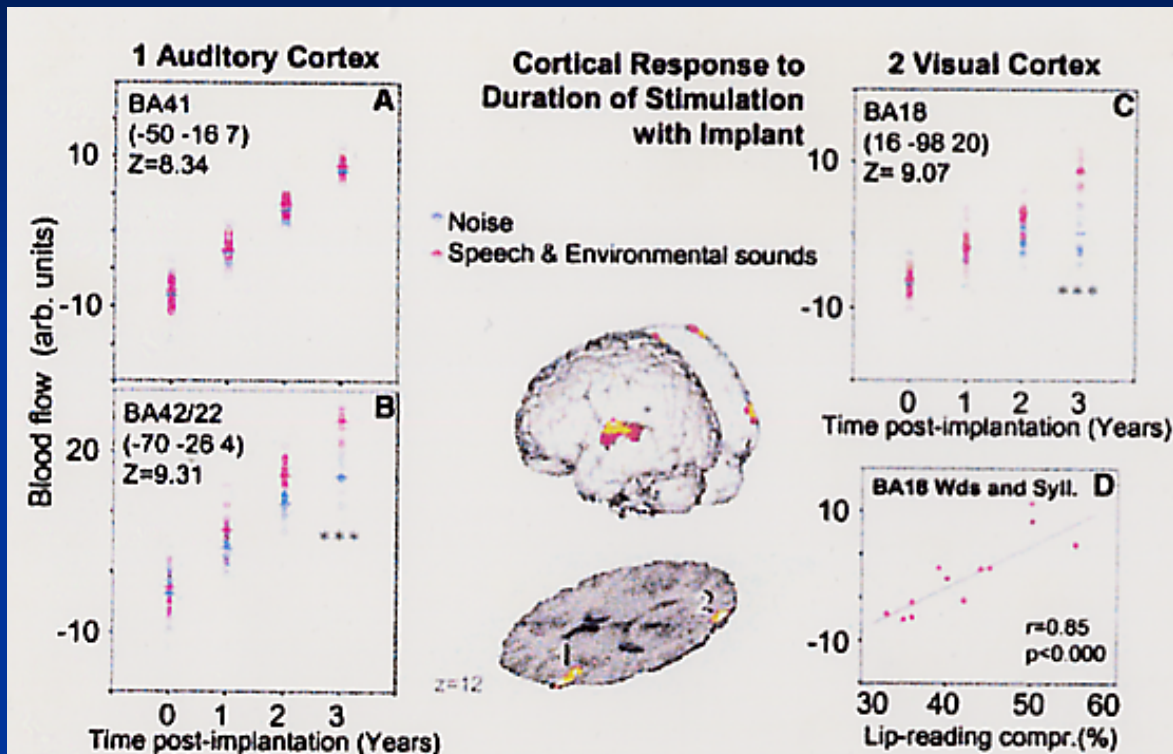 1 Auditory Cortex
A
BA41
(-50 -16 7)
Z=8.34
10
-10
B
BA42/22
(-70 -26 4)
Z=9.31
20
-10
***
Blood flow (arb. units)
0 1 2 3
Time post-implantation (Years)
Cortical Response to
Duration of Stimulation
with Implant
Noise
Speech & Environmental sounds
1
2
z=12
2 Visual Cortex
C
BA18
(16 -98 20)
Z= 9.07
10
-10
***
0 1 2 3
Time post-implantation (Years)
BA18 Wds and Syll.
D
10
-10
r=0.85
p<0.000
30 40 50 60
Lip-reading compr.(%)